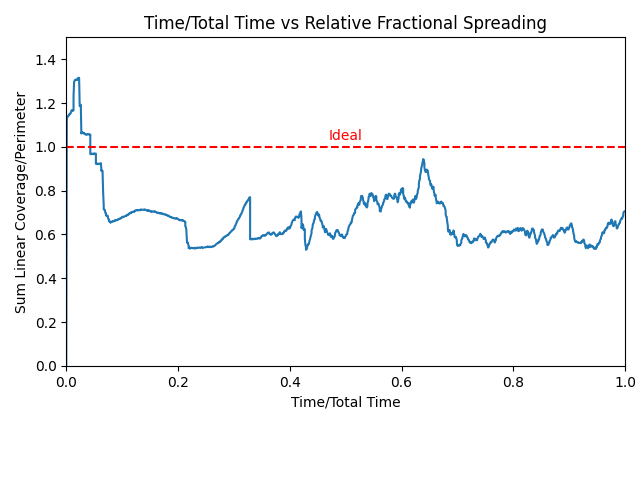 Time/Total Time vs Relative Fractional Spreading
Sum Linear Coverage/Perimeter
1.4
1.2
1.0
0.8
0.6
0.4
0.2
0.0
Ideal
0.0 0.2 0.4 0.6 0.8 1.0
Time/Total Time